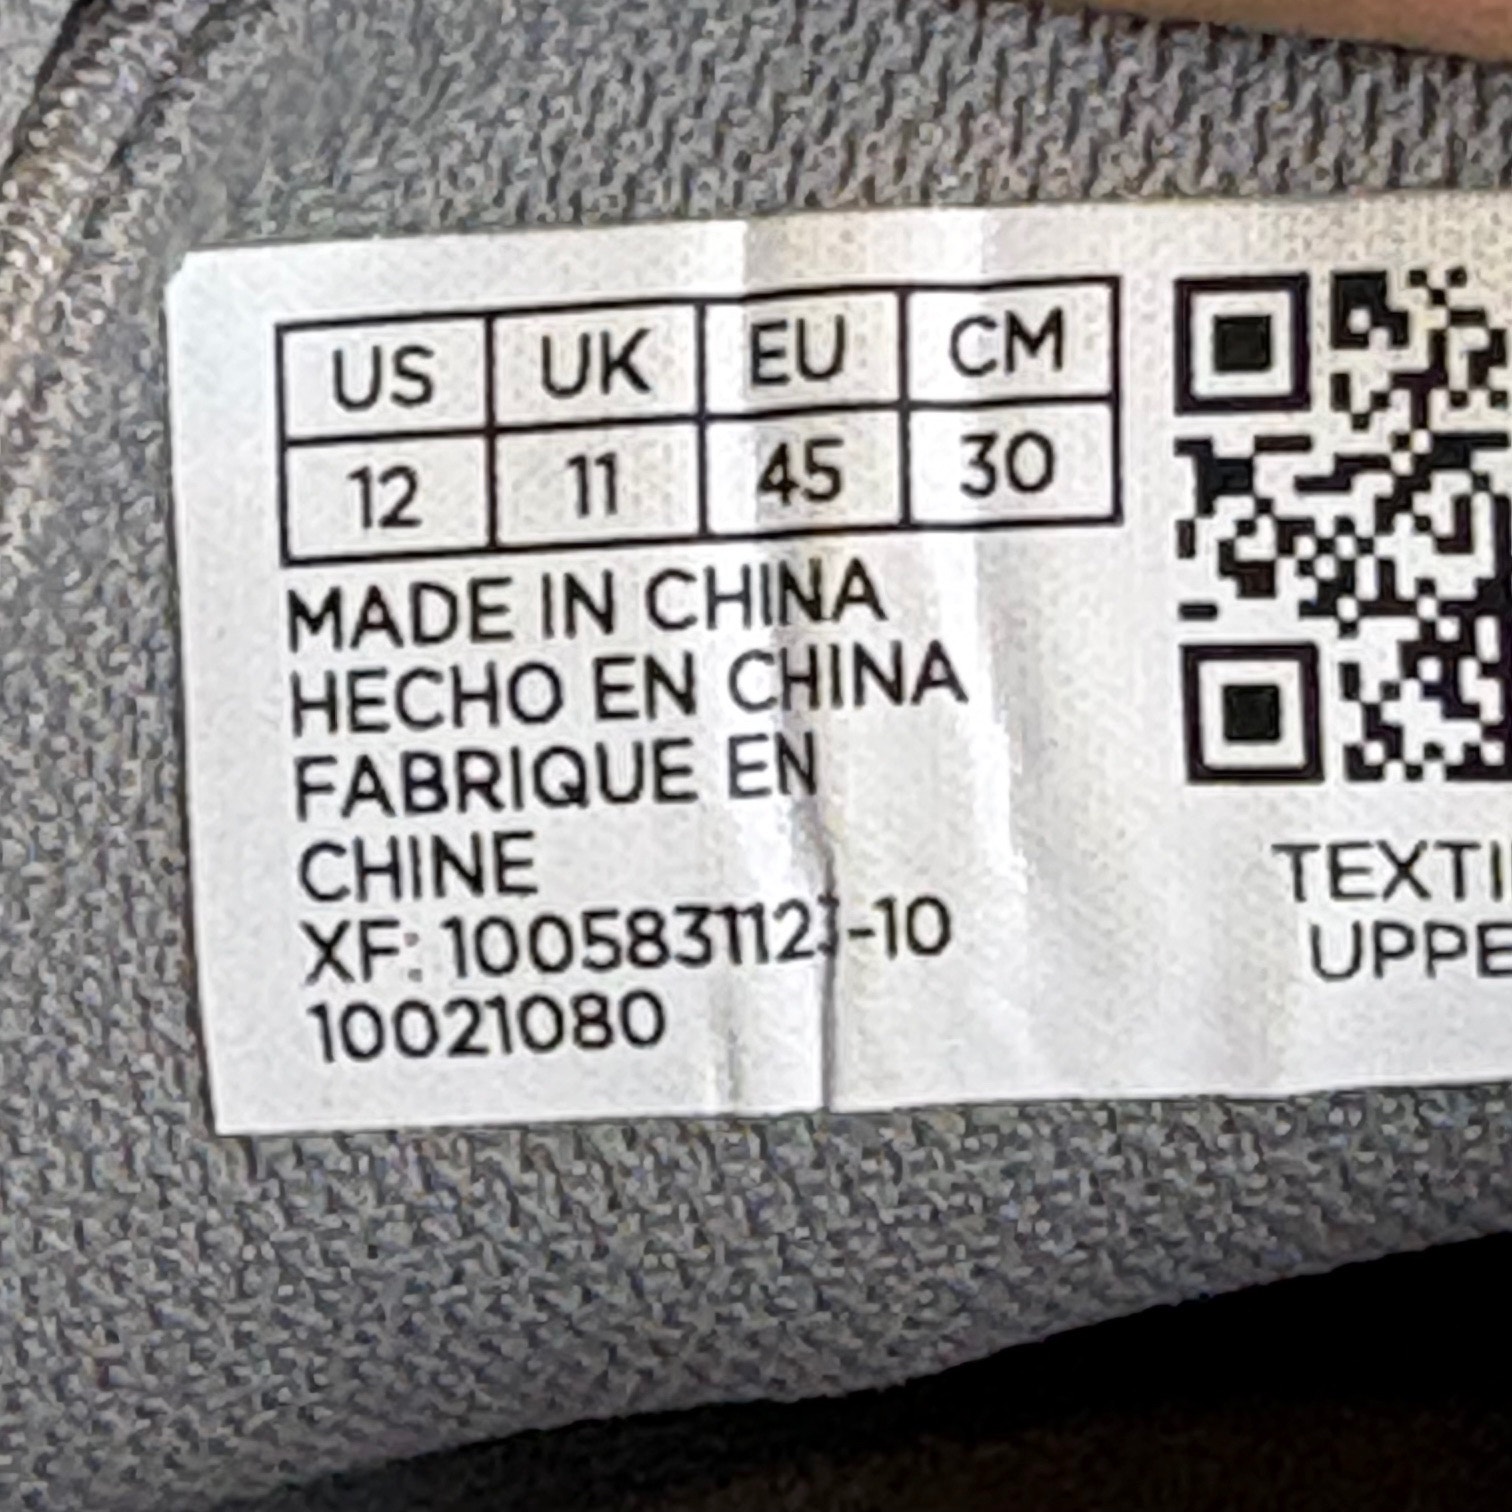 US UK EU CM
12 11 45 30
MADE IN CHINA
HECHO EN CHINA
FABRIQUE EN
CHINE
XF:
10021080